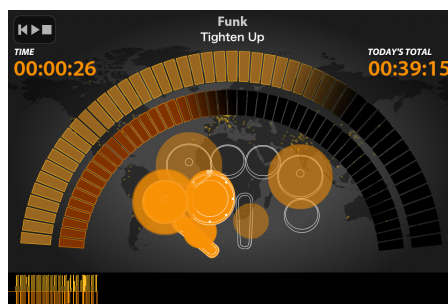 Funk
Tighten Up
TIME
00:00:26
TODAY'S TOTAL
00:39:15